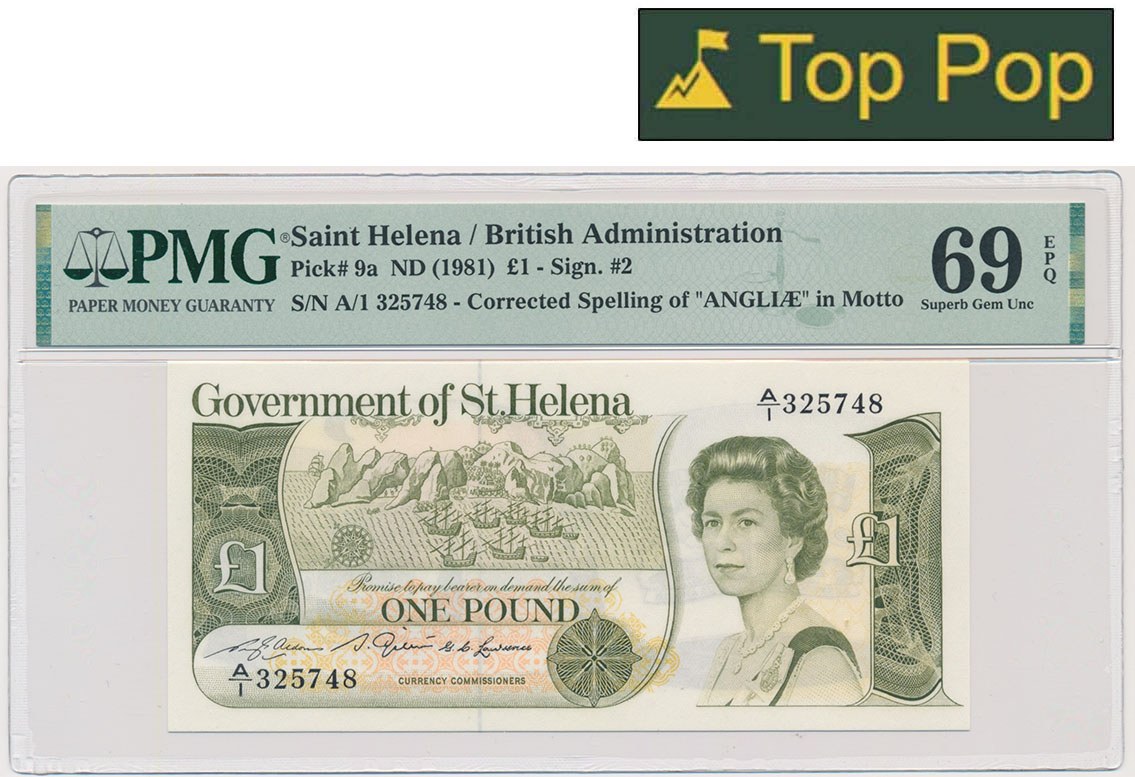 Top Pop
PMG® Saint Helena / British Administration
Pick# 9a ND (1981) £1 - Sign. #2
PAPER MONEY GUARANTY
S/N A/1 325748 - Corrected Spelling of "ANGLIÆ" in Motto
69 EPQ
Superb Gem Unc
Government of St. Helena
A/1 325748
£1
£1
Promise to pay bearer on demand the sum of
ONE POUND
A/1 325748
CURRENCY COMMISSIONERS